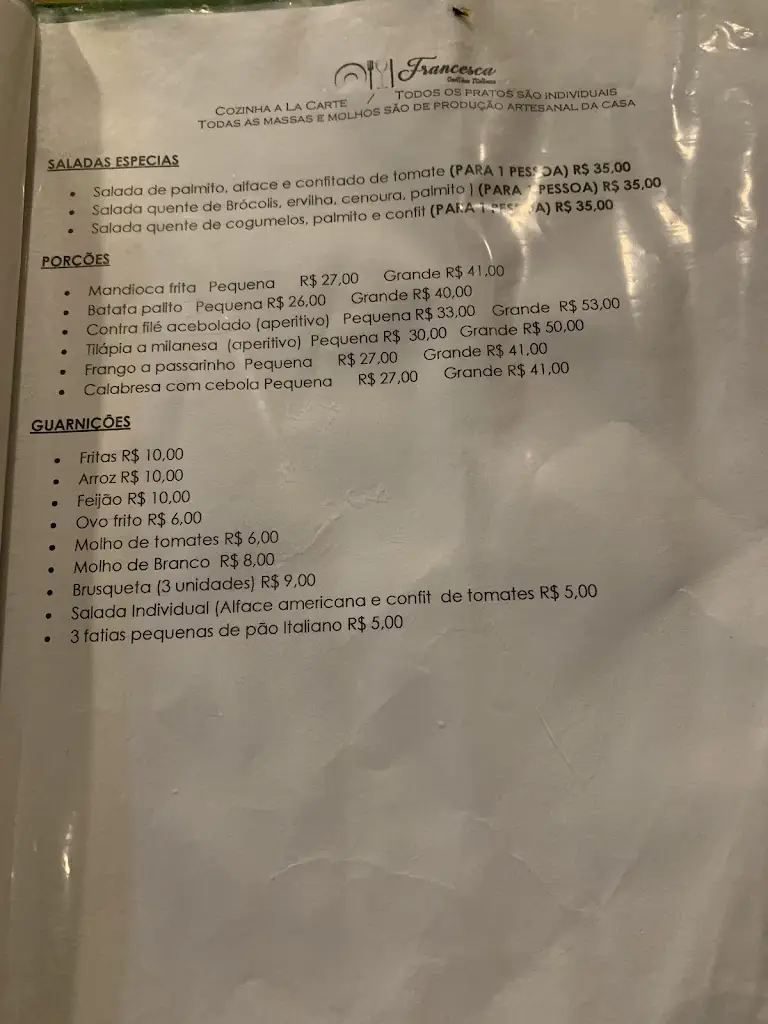 Francesca
COZINHA A LA CARTE TODOS OS PRATOS SÃO INDIVIDUAIS
TODAS AS MASSAS E MOLHOS SÃO DE PRODUÇÃO ARTESANAL DA CASA
SALADAS ESPECIAS
• Salada de palmito, alface e confitado de tomate (PARA 1 PESSOA) R$ 35,00
• Salada quente de Brócolis, ervilha, cenoura, palmito ) (PARA 1 PESSOA) R$ 35,00
• Salada quente de cogumelos, palmito e confit (PARA 1 PESSOA) R$ 35,00
PORCÕES
• Mandioca frita Pequena R$ 27,00 Grande R$ 41,00
• Batata palito Pequena R$ 26,00 Grande R$ 40,00
• Contra filé acebolado (aperitivo) Pequena R$ 33,00 Grande R$ 53,00
• Tilápia a milanesa (aperitivo) Pequena R$ 30,00 Grande R$ 50,00
• Frango a passarinho Pequena R$ 27,00 Grande R$ 41,00
• Calabresa com cebola Pequena R$ 27,00 Grande R$ 41,00
GUARNIÇÕES
• Fritas R$ 10,00
• Arroz R$ 10,00
• Feijão R$ 10,00
• Ovo frito R$ 6,00
• Molho de tomates R$ 6,00
• Molho de Branco R$ 8,00
• Brusqueta (3 unidades) R$ 9,00
• Salada Individual (Alface americana e confit de tomates R$ 5,00
• 3 fatias pequenas de pão Italiano R$ 5,00